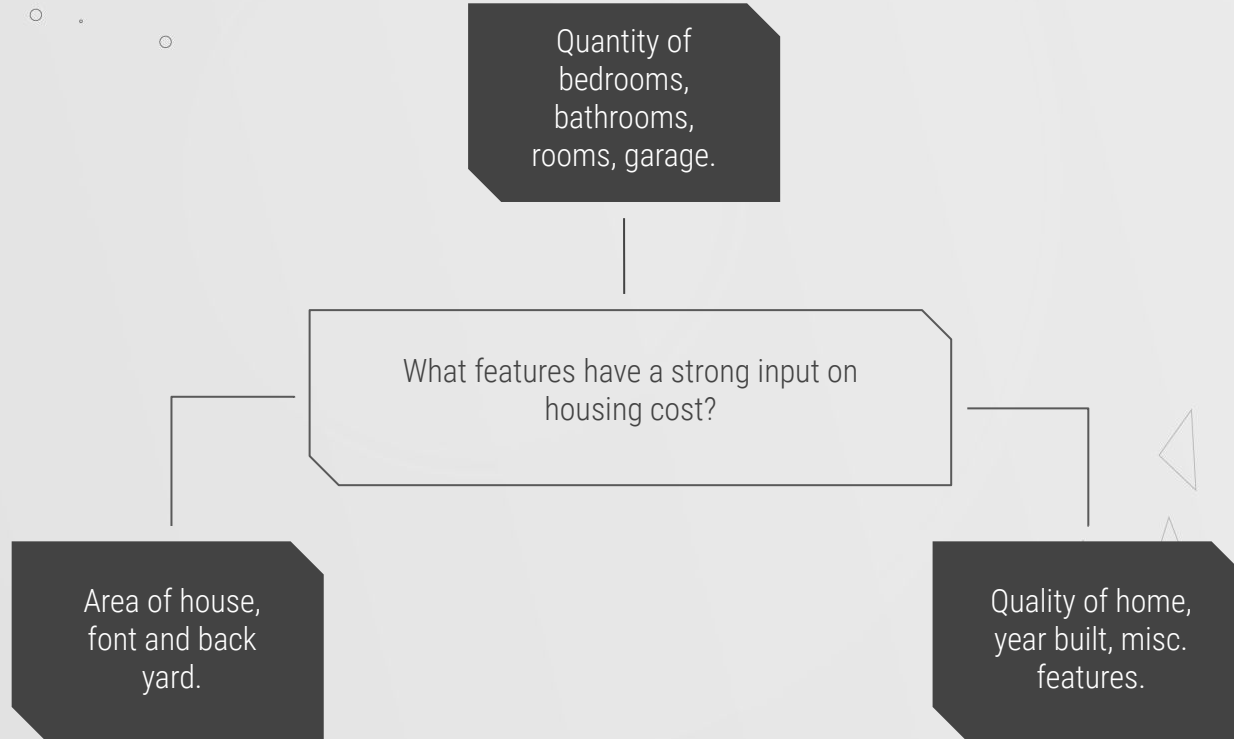 Quantity of
bedrooms,
bathrooms,
rooms, garage.
What features have a strong input on
housing cost?
Area of house,
font and back
yard.
Quality of home,
year built, misc.
features.